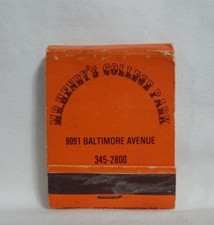 MR. HENRY'S COLLEGE PARK
9091 BALTIMORE AVENUE
345-2800